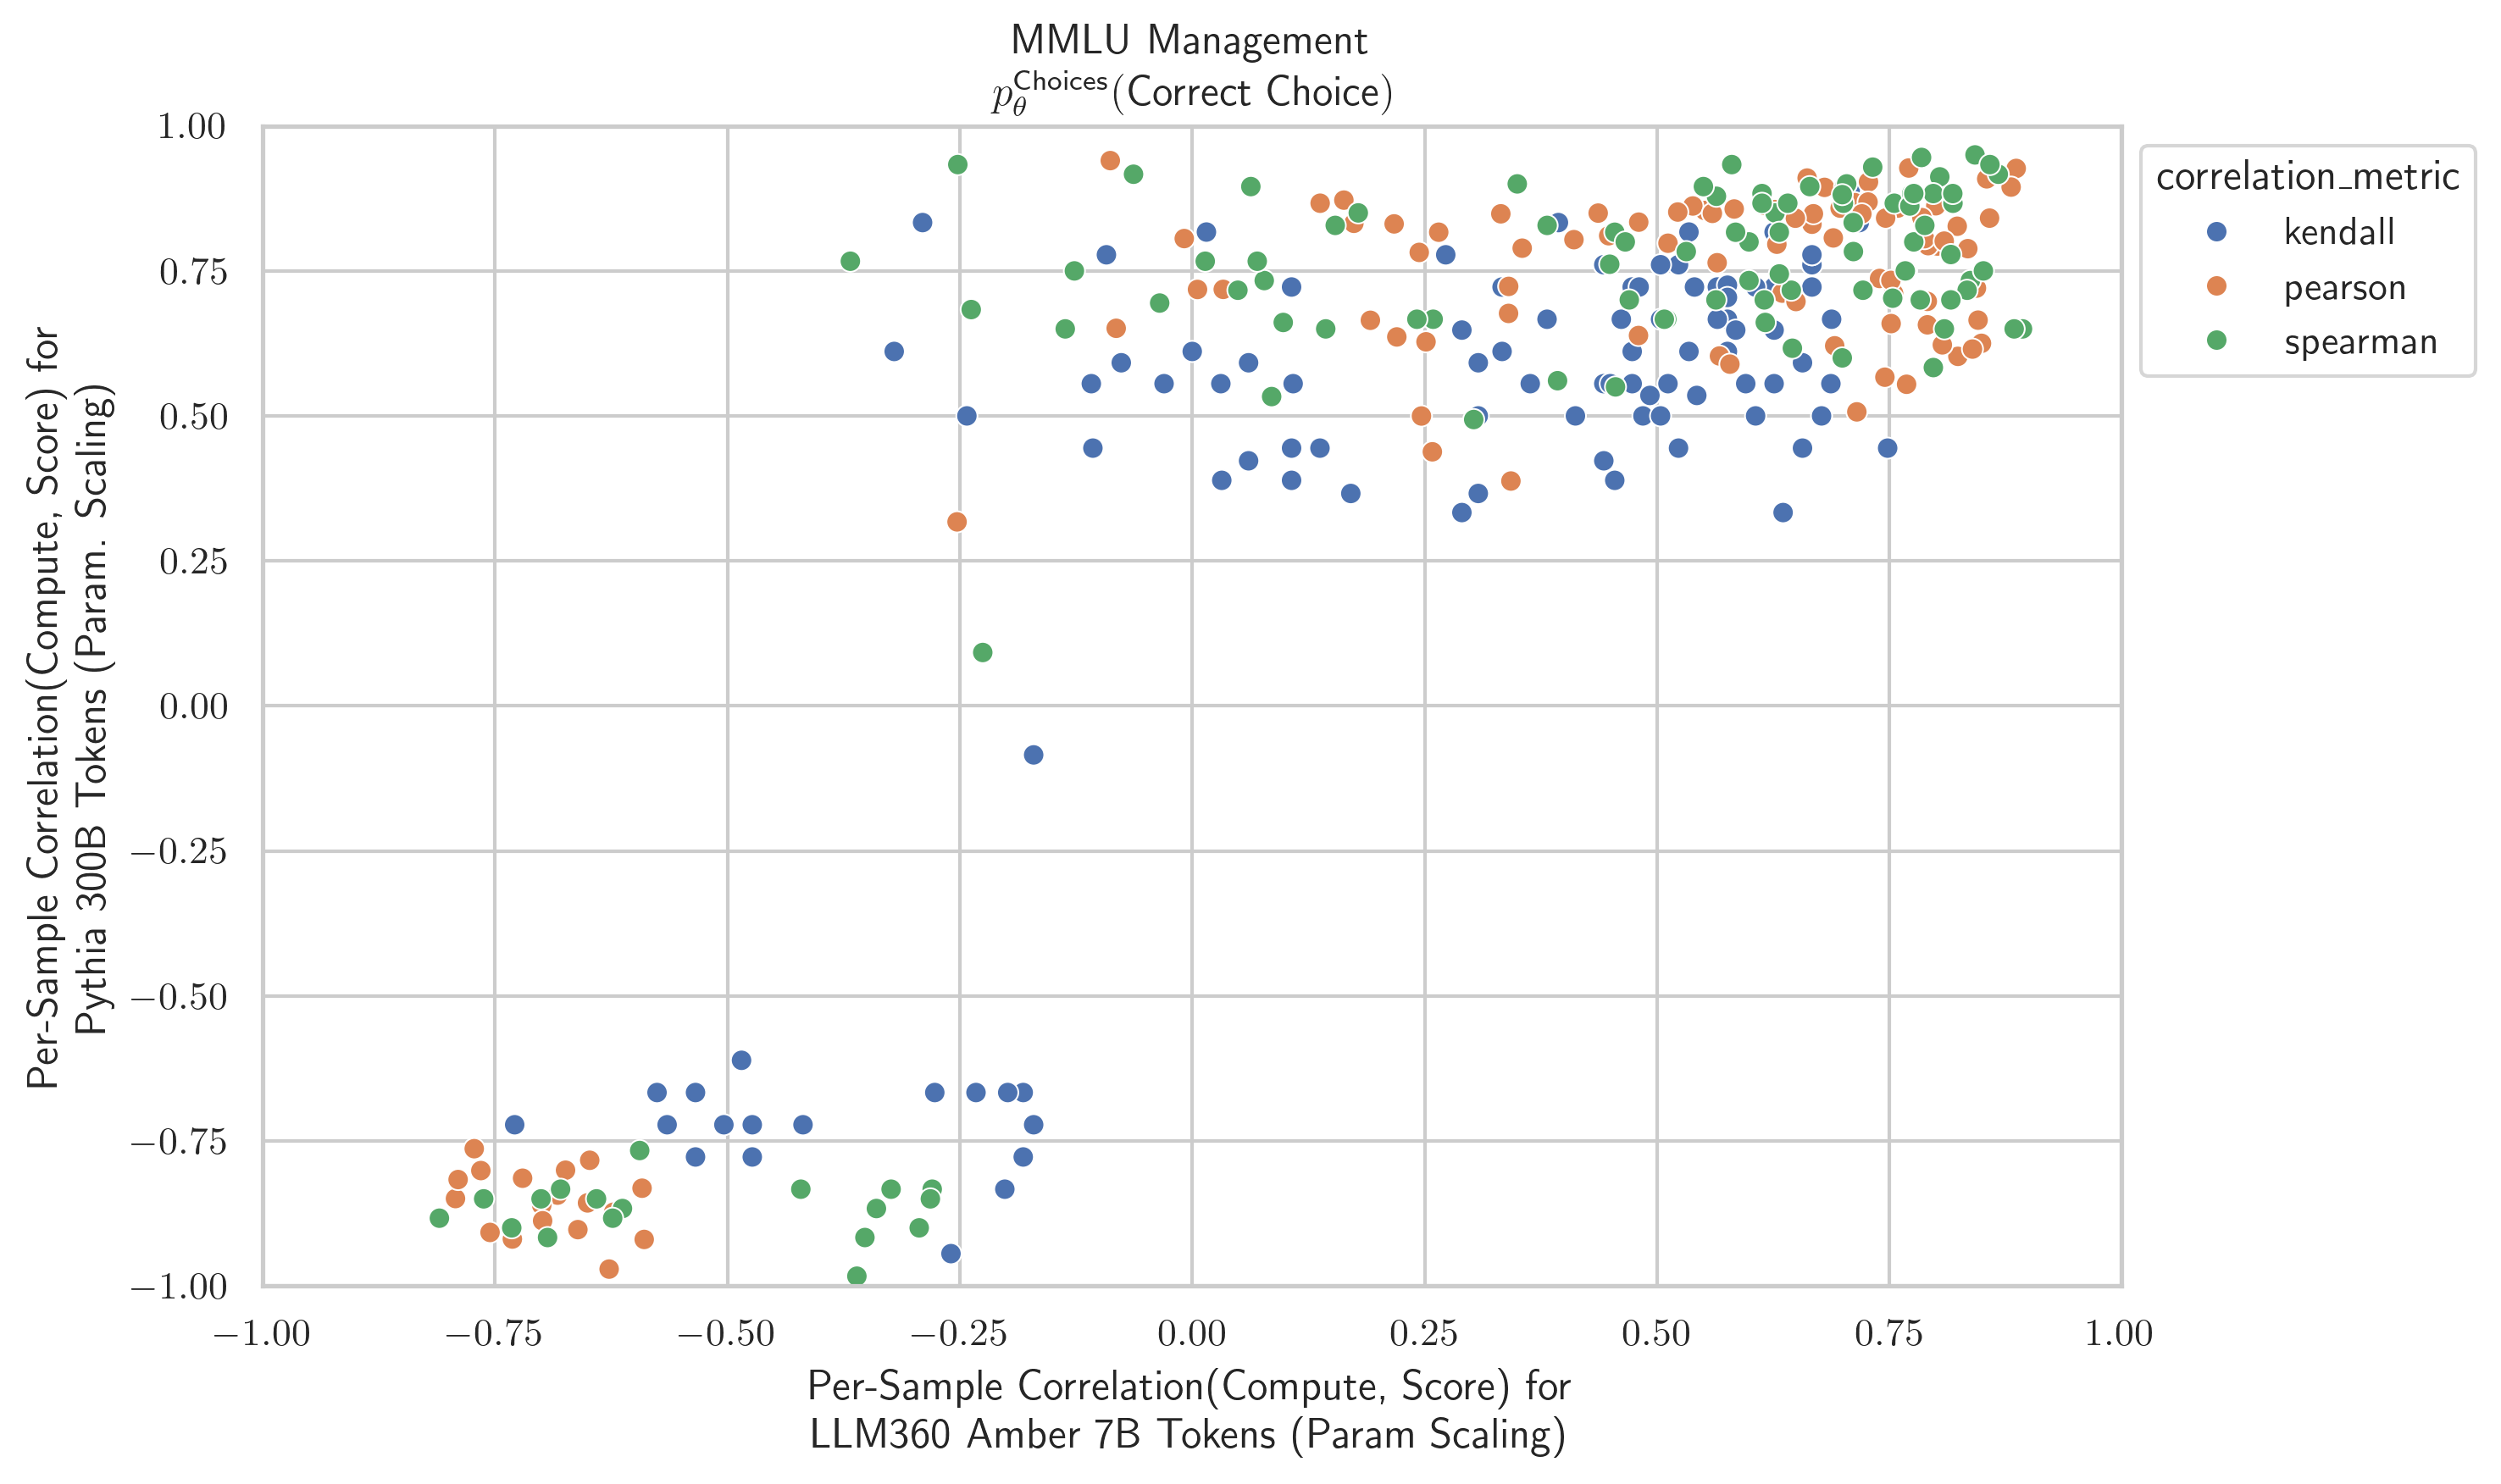 MMLU Management
p_θ^Choices(Correct Choice)
1.00
0.75
0.50
0.25
0.00
−0.25
−0.50
−0.75
−1.00
Per-Sample Correlation(Compute, Score) for
Pythia 300B Tokens (Param. Scaling)
−1.00
−0.75
−0.50
−0.25
0.00
0.25
0.50
0.75
1.00
Per-Sample Correlation(Compute, Score) for
LLM360 Amber 7B Tokens (Param Scaling)
correlation_metric
kendall
pearson
spearman